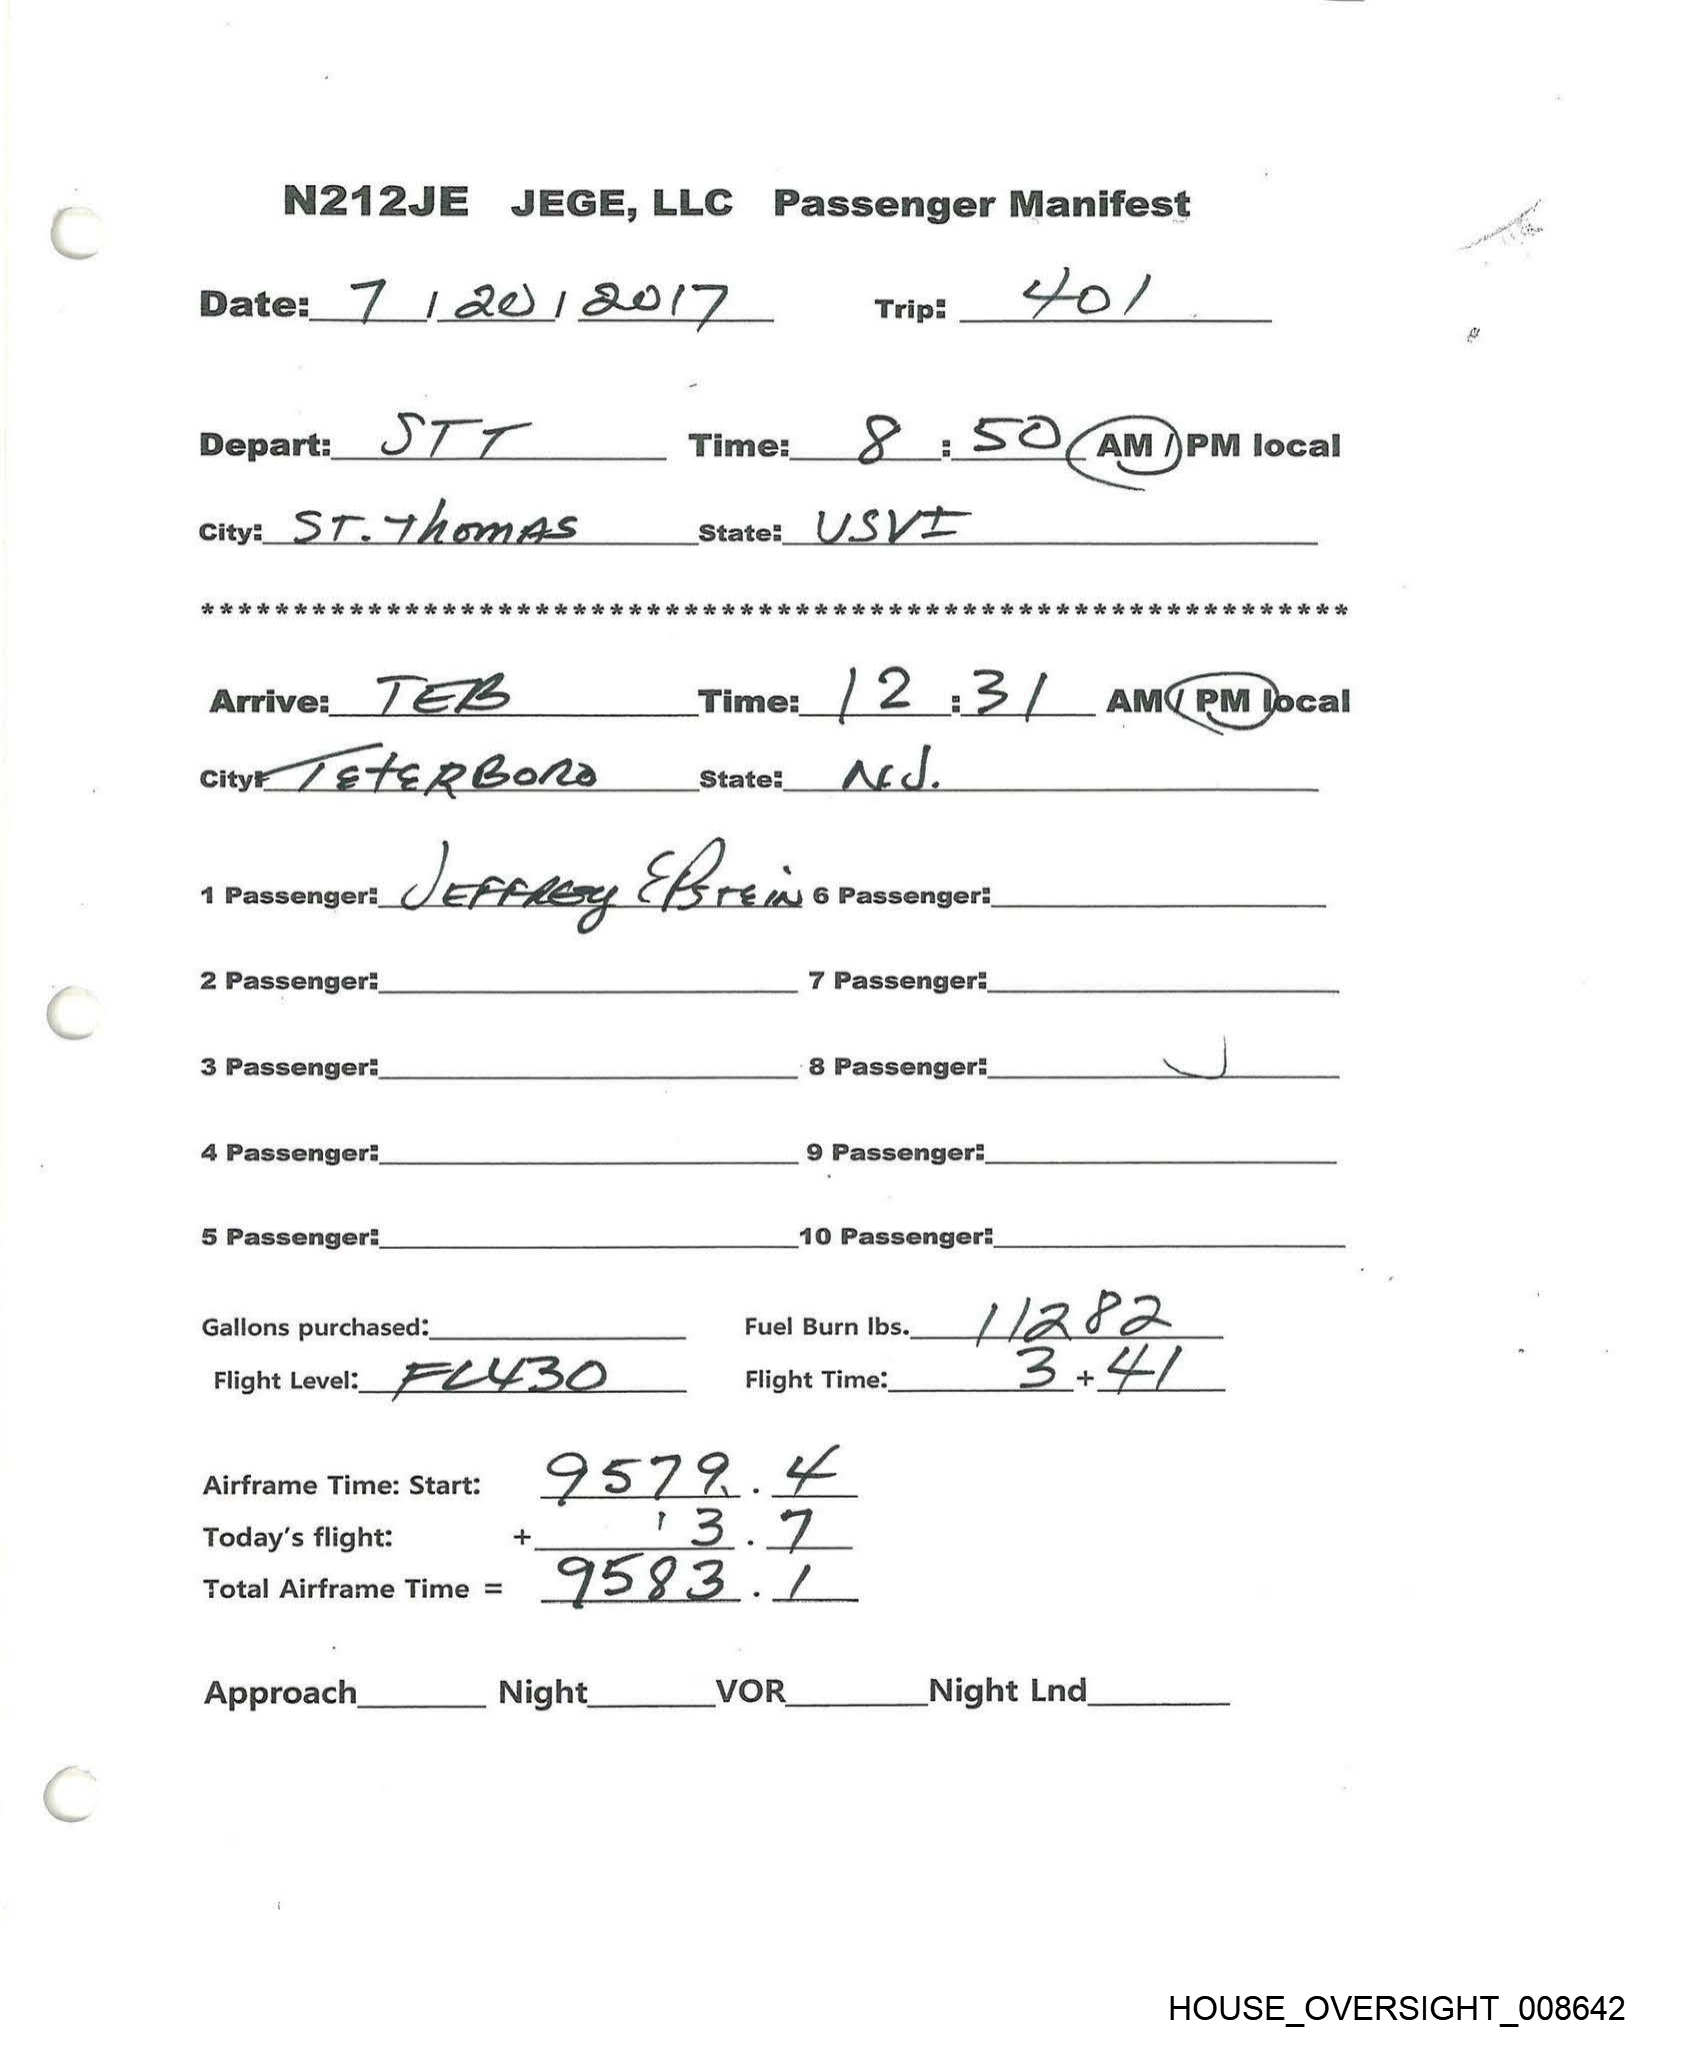 N212JE JEGE, LLC Passenger Manifest
Date: 7 / 20 / 2017 Trip: 401
Depart: STT Time: 8 : 50 AM / PM local
City: ST. Thomas State: USVI
**************************************************************
Arrive: TEB Time: 12 : 31 AM / PM local
City: TETERBORO State: N.J.
1 Passenger: JEFFREY EPSTEIN 6 Passenger:
2 Passenger: 7 Passenger:
3 Passenger: 8 Passenger:
4 Passenger: 9 Passenger:
5 Passenger: 10 Passenger:
Gallons purchased: Fuel Burn lbs. 11282
Flight Level: FL430 Flight Time: 3 + 41
Airframe Time: Start: 9579 . 4
Today's flight: + 3 . 7
Total Airframe Time = 9583 . 1
Approach Night VOR Night Lnd
HOUSE_OVERSIGHT_008642